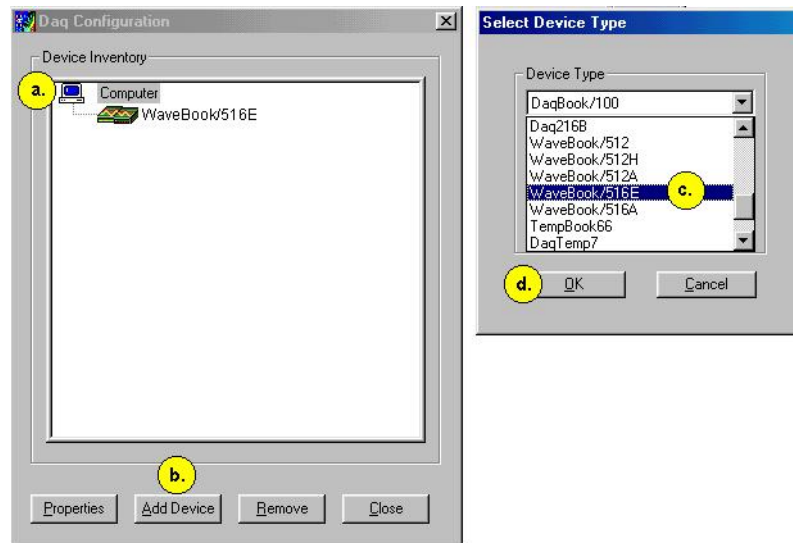 Daq Configuration
Device Inventory
a.
Computer
WaveBook/516E
b.
Properties
Add Device
Remove
Close
Select Device Type
Device Type
DaqBook/100
Daq216B
WaveBook/512
WaveBook/512H
WaveBook/512A
WaveBook/516E
c.
WaveBook/516A
TempBook66
DaqTemp7
d.
OK
Cancel